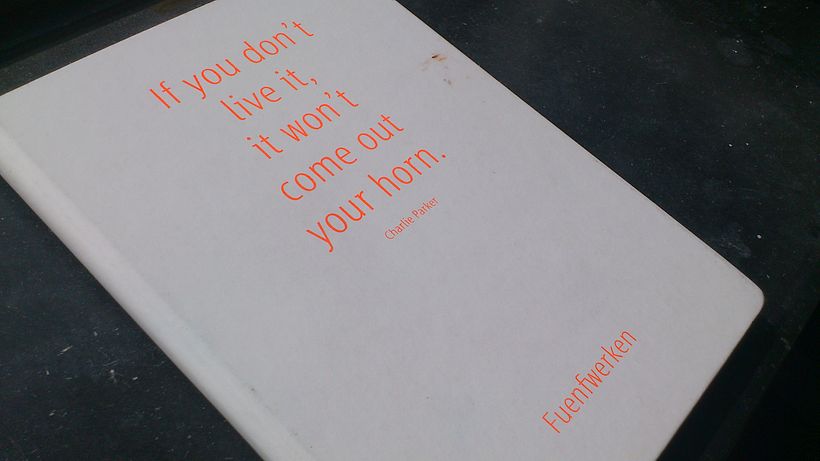 If you don't
live it,
it won't
come out
your horn.
Charlie Parker
Fuenfwerken